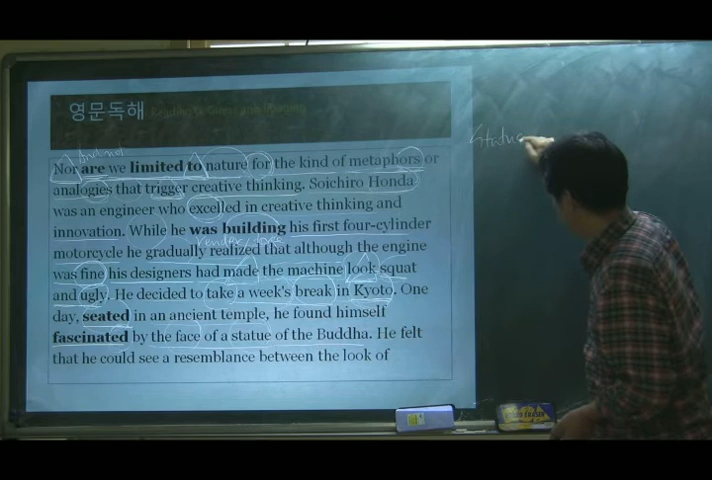 영문독해 Reading &
Nor are we limited to nature for the kind of metaphors or
analogies that trigger creative thinking. Soichiro Honda
was an engineer who excelled in creative thinking and
innovation. While he was building his first four-cylinder
motorcycle he gradually realized that although the engine
was fine his designers had made the machine look squat
and ugly. He decided to take a week's break in Kyoto. One
day, seated in an ancient temple, he found himself
fascinated by the face of a statue of the Buddha. He felt
that he could see a resemblance between the look of